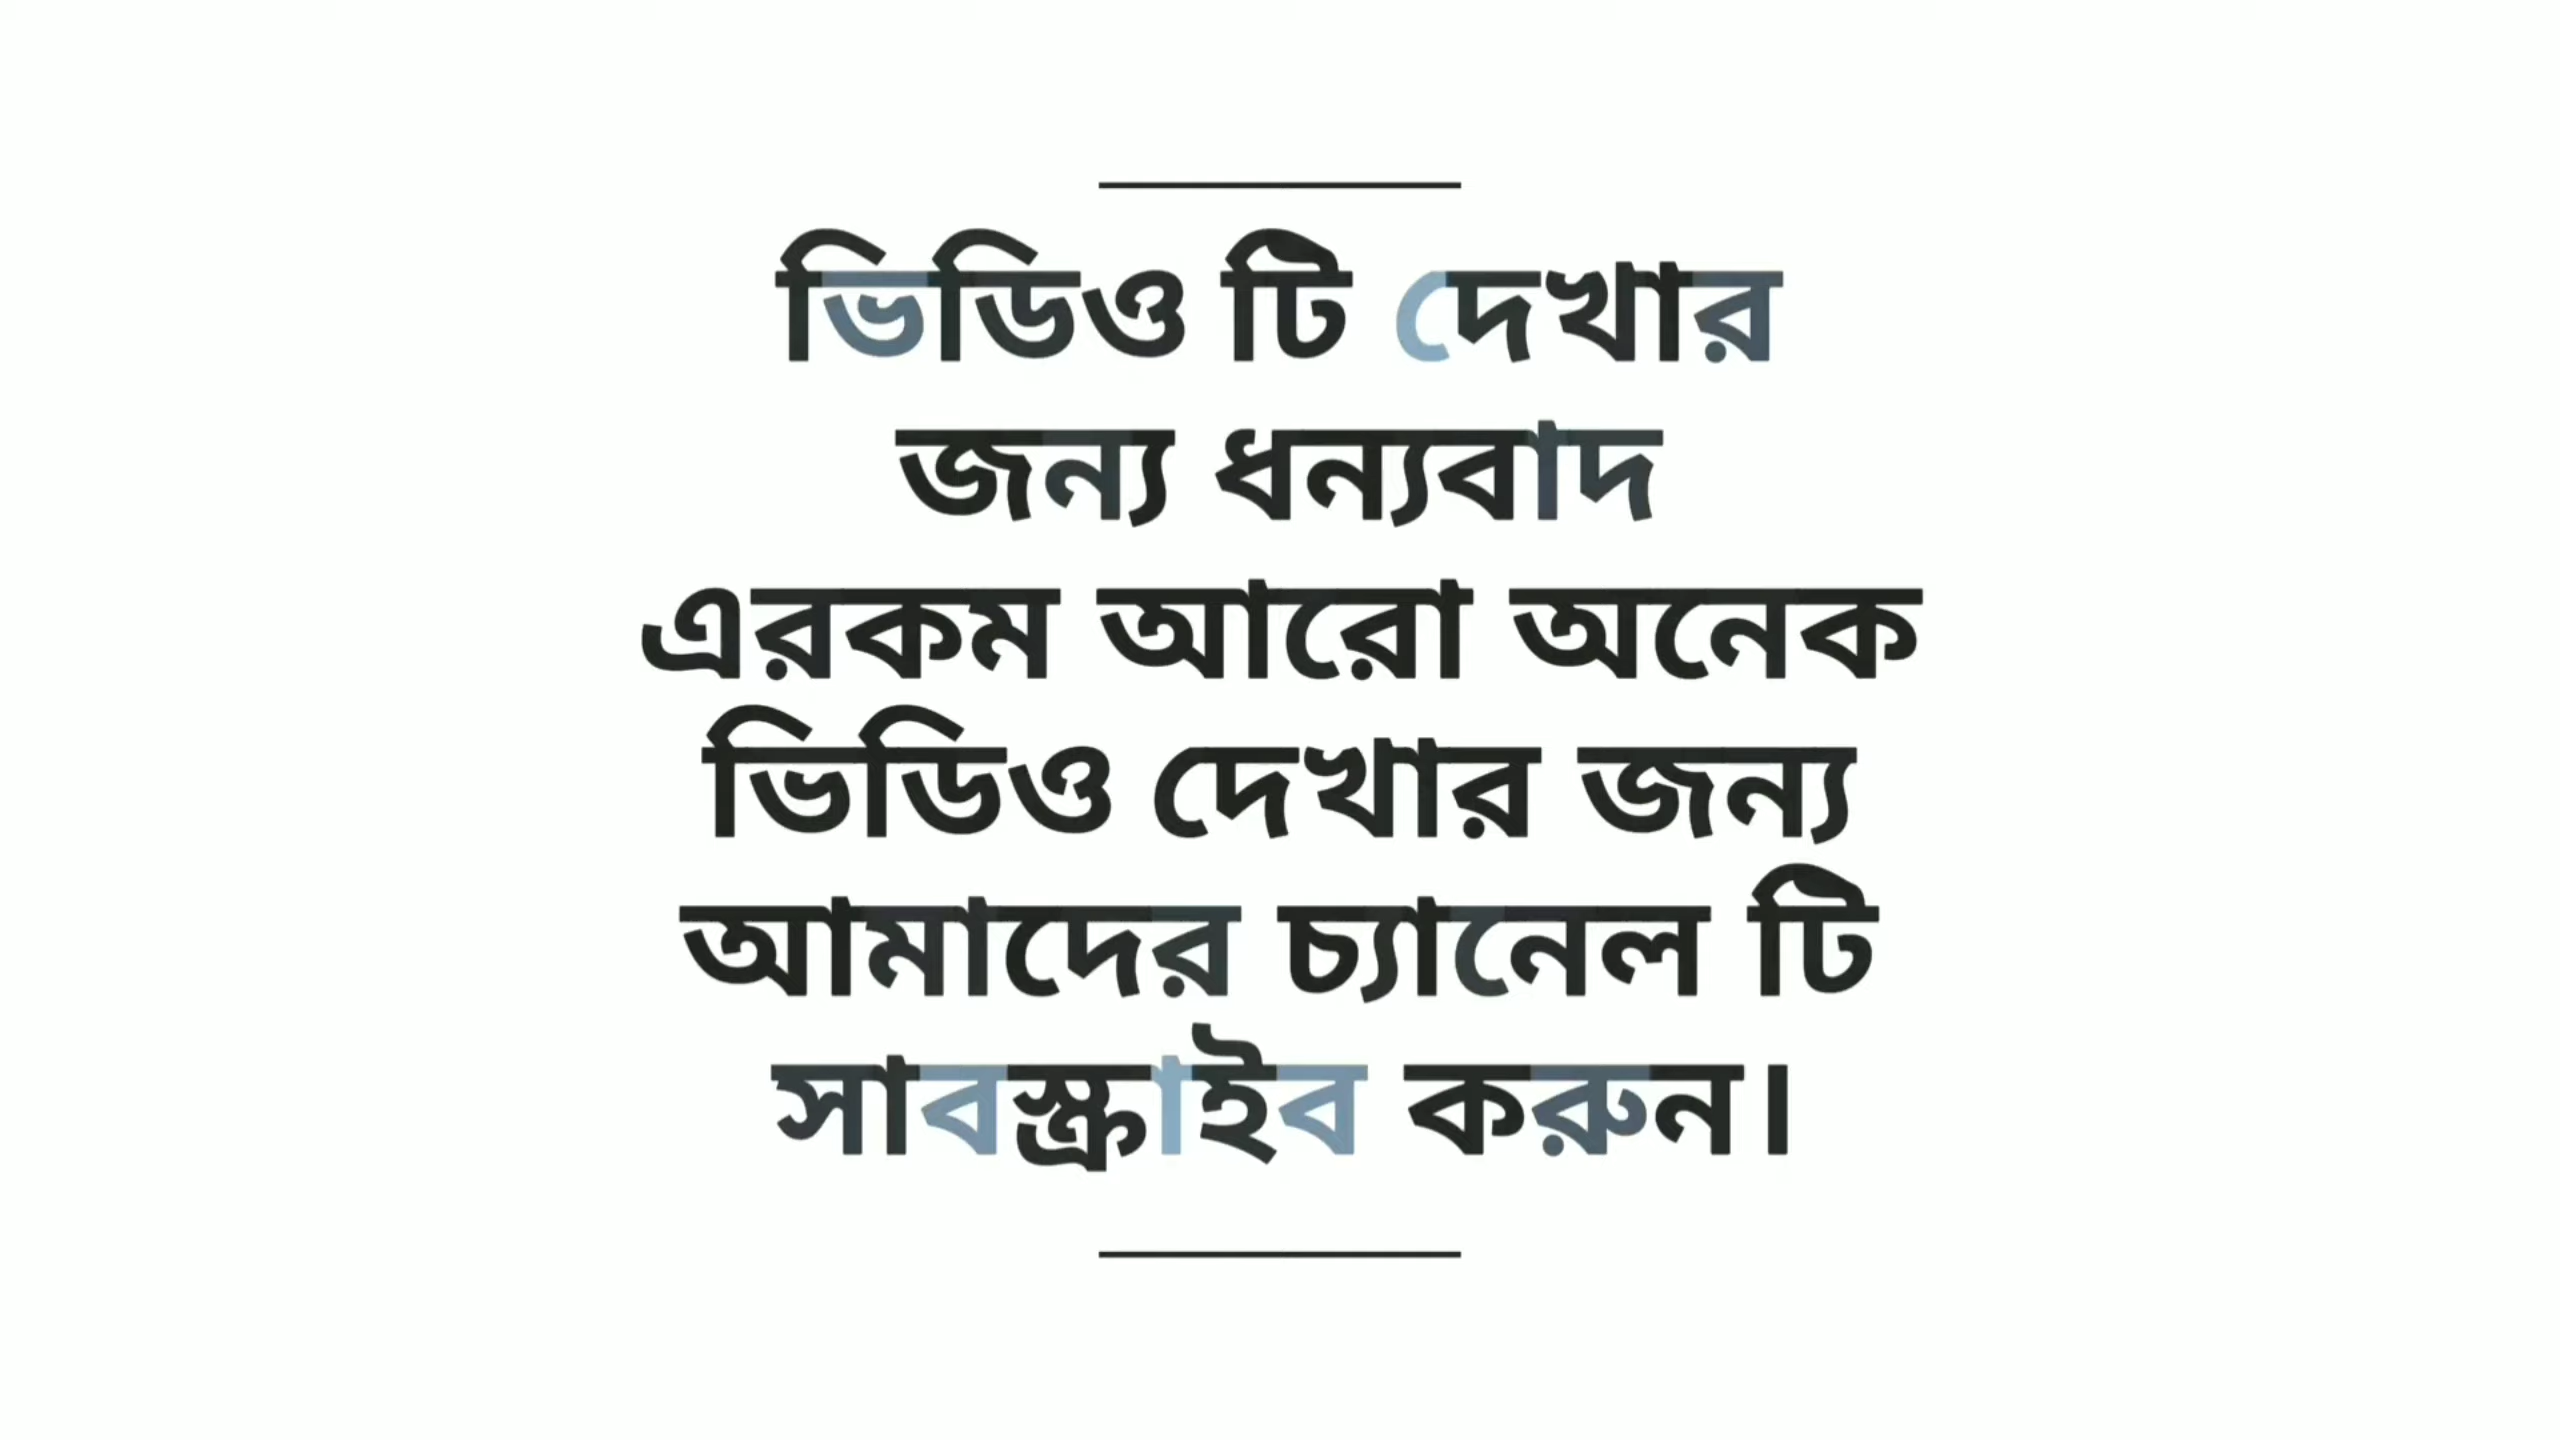 ভিডিও টি দেখার
জন্য ধন্যবাদ
এরকম আরো অনেক
ভিডিও দেখার জন্য
আমাদের চ্যানেল টি
সাবস্ক্রাইব করুন।